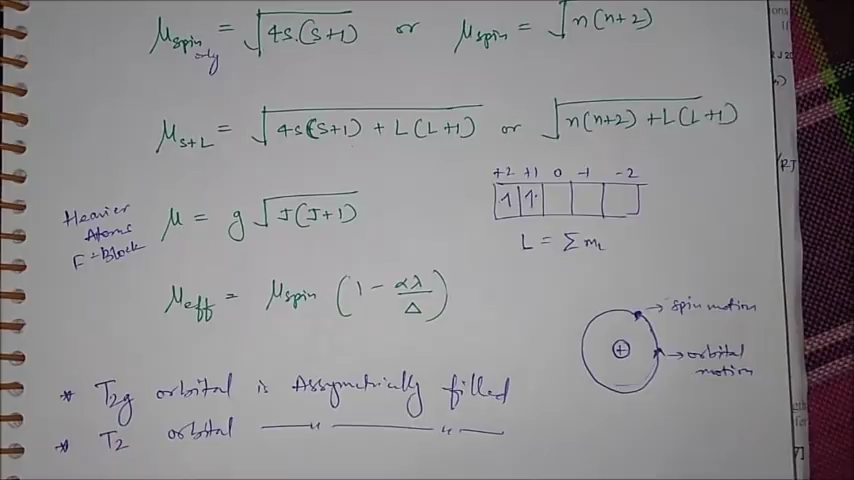 μspin only = √4s.(s+1) or μspin = √n(n+2)
μS+L = √4s(s+1) + L(L+1) or √n(n+2) + L(L+1)
+2 +1 0 -1 -2
1 1
L = Σ mL
Heavier
Atoms
F-Block
μ = g √J(J+1)
μeff = μspin (1 - αλ/Δ)
→ spin motion
+
→ orbital
motion
* T2g orbital is Assymetrically filled
* T2 orbital —— " —— " ——